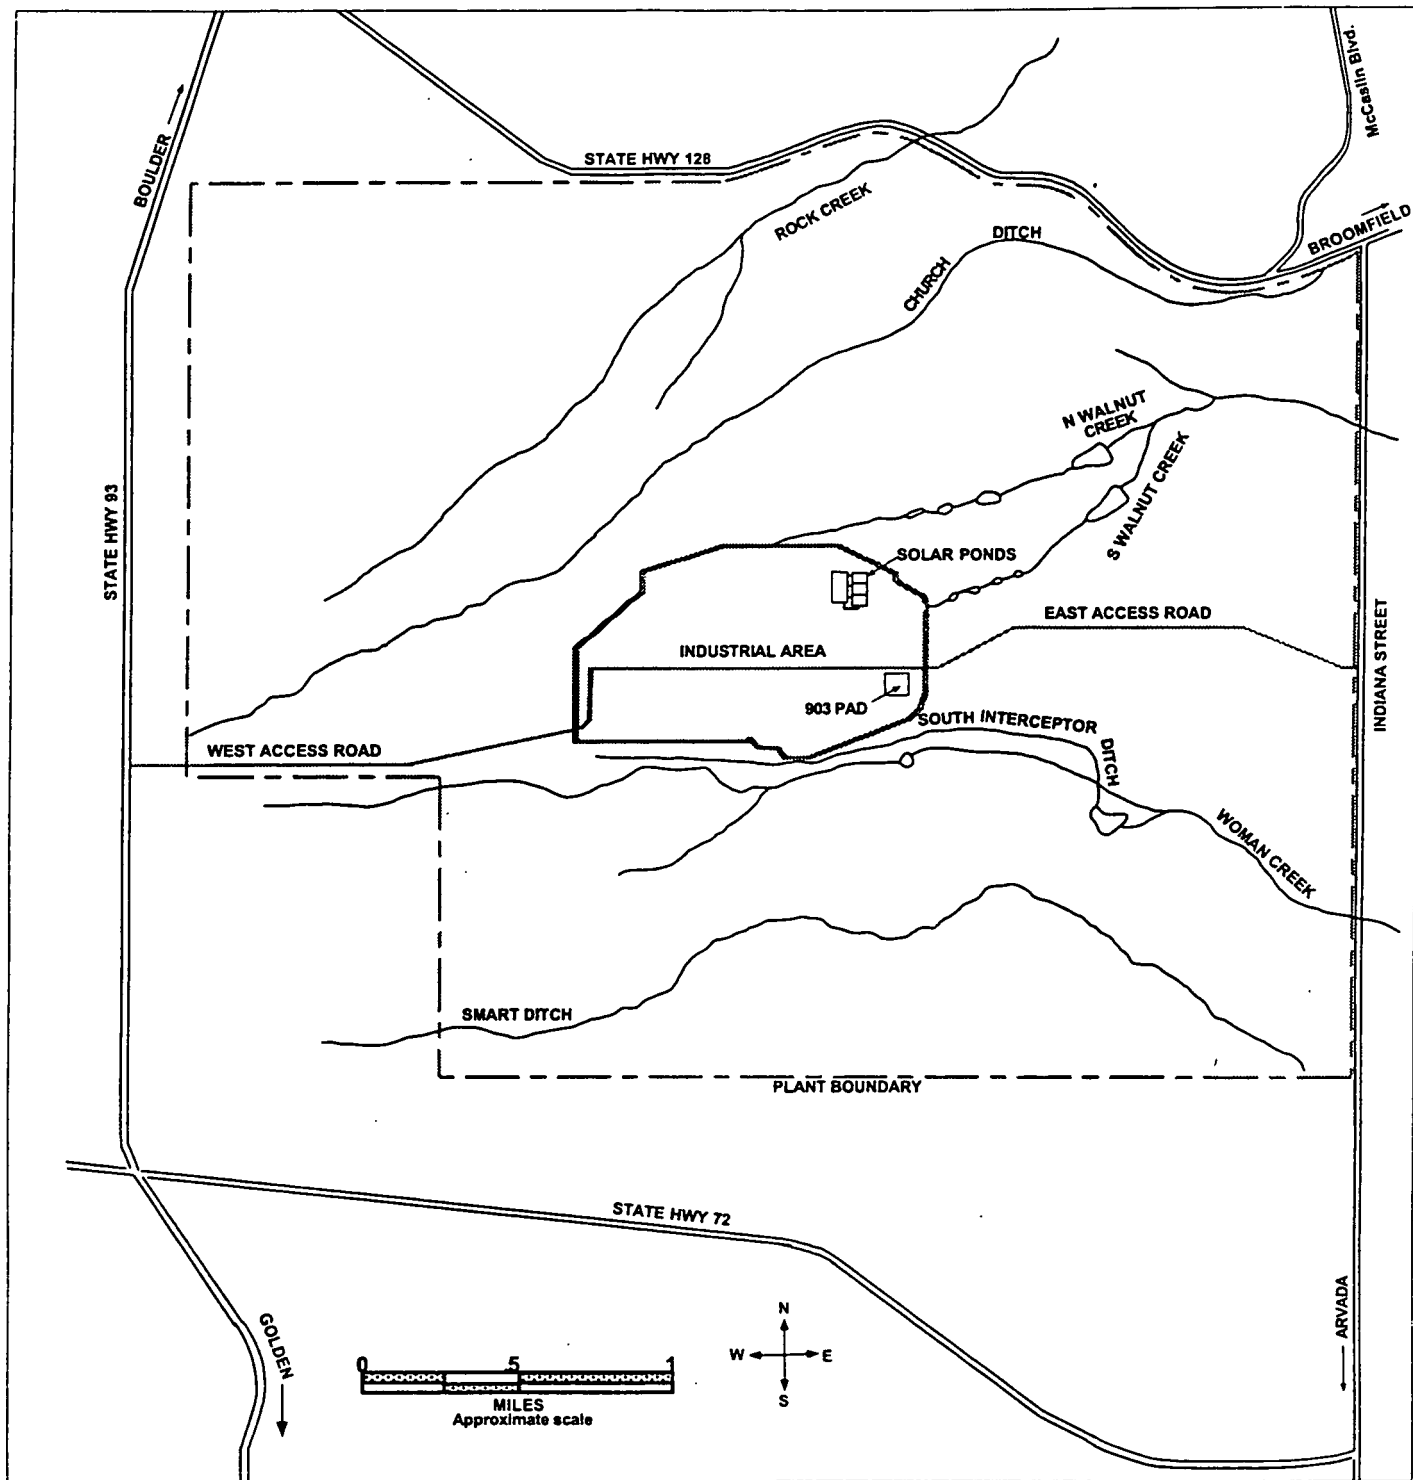 McCaslin Blvd.
BOULDER
STATE HWY 128
ROCK CREEK
BROOMFIELD
DITCH
CHURCH
N WALNUT
CREEK
S WALNUT CREEK
STATE HWY 93
SOLAR PONDS
EAST ACCESS ROAD
INDIANA STREET
INDUSTRIAL AREA
903 PAD
SOUTH INTERCEPTOR
DITCH
WEST ACCESS ROAD
WOMAN CREEK
SMART DITCH
PLANT BOUNDARY
STATE HWY 72
GOLDEN
ARVADA
N
W E
S
0 .5 1
MILES
Approximate scale